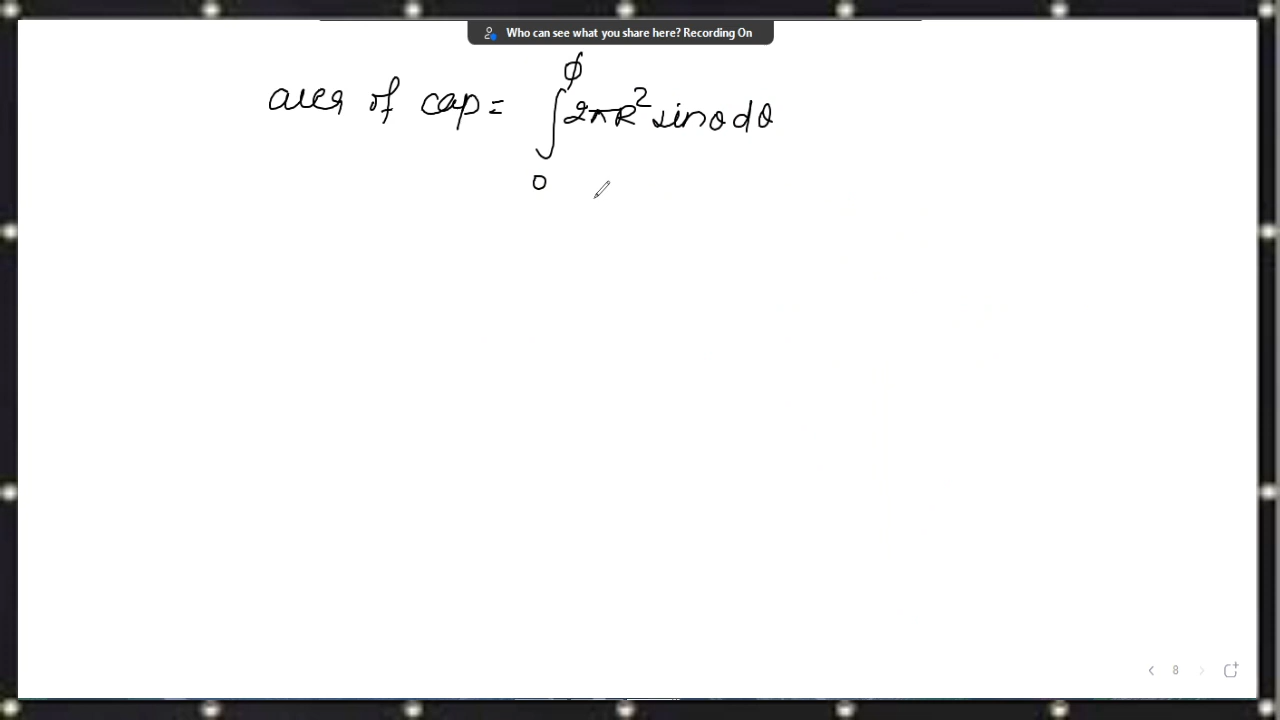 Who can see what you share here? Recording On
area of cap = ∫₀^ϕ 2πR² sinθ dθ
8